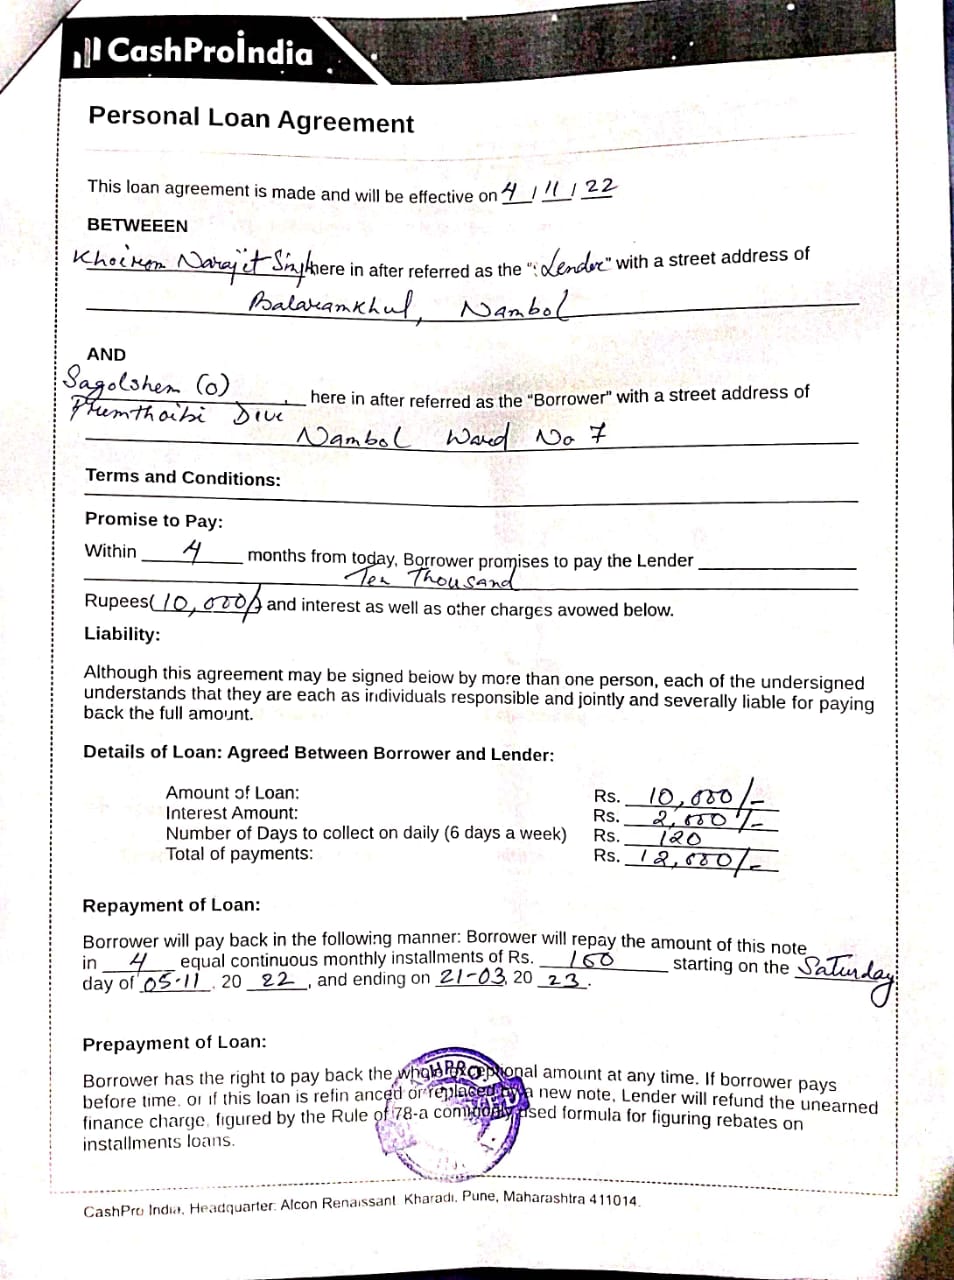 CashProIndia
Personal Loan Agreement
This loan agreement is made and will be effective on 4 / 11 / 22
BETWEEEN
Khoirom Narajit Singh here in after referred as the ": Lender" with a street address of
Balaramkhul, Nambol
AND
Sagolshem (O)
here in after referred as the "Borrower" with a street address of
Phemthoibi Divi
Nambol Ward No 7
Terms and Conditions:
Promise to Pay:
Within 4 months from today, Borrower promises to pay the Lender
Ten Thousand
Rupees(10,000/-) and interest as well as other charges avowed below.
Liability:
Although this agreement may be signed below by more than one person, each of the undersigned
understands that they are each as individuals responsible and jointly and severally liable for paying
back the full amount.
Details of Loan: Agreed Between Borrower and Lender:
Amount of Loan: Rs. 10,000/-
Interest Amount: Rs. 2,000/-
Number of Days to collect on daily (6 days a week) Rs. 120
Total of payments: Rs. 12,000/-
Repayment of Loan:
Borrower will pay back in the following manner: Borrower will repay the amount of this note
in 4 equal continuous monthly installments of Rs. 100 starting on the Saturday
day of 05-11, 20 22, and ending on 21-03, 20 23.
Prepayment of Loan:
Borrower has the right to pay back the whole exceptional amount at any time. If borrower pays
before time, or if this loan is refin anced or replaced by a new note, Lender will refund the unearned
finance charge, figured by the Rule of 78-a commonly used formula for figuring rebates on
installments loans.
CashPro India, Headquarter: Alcon Renaissant Kharadi, Pune, Maharashtra 411014.